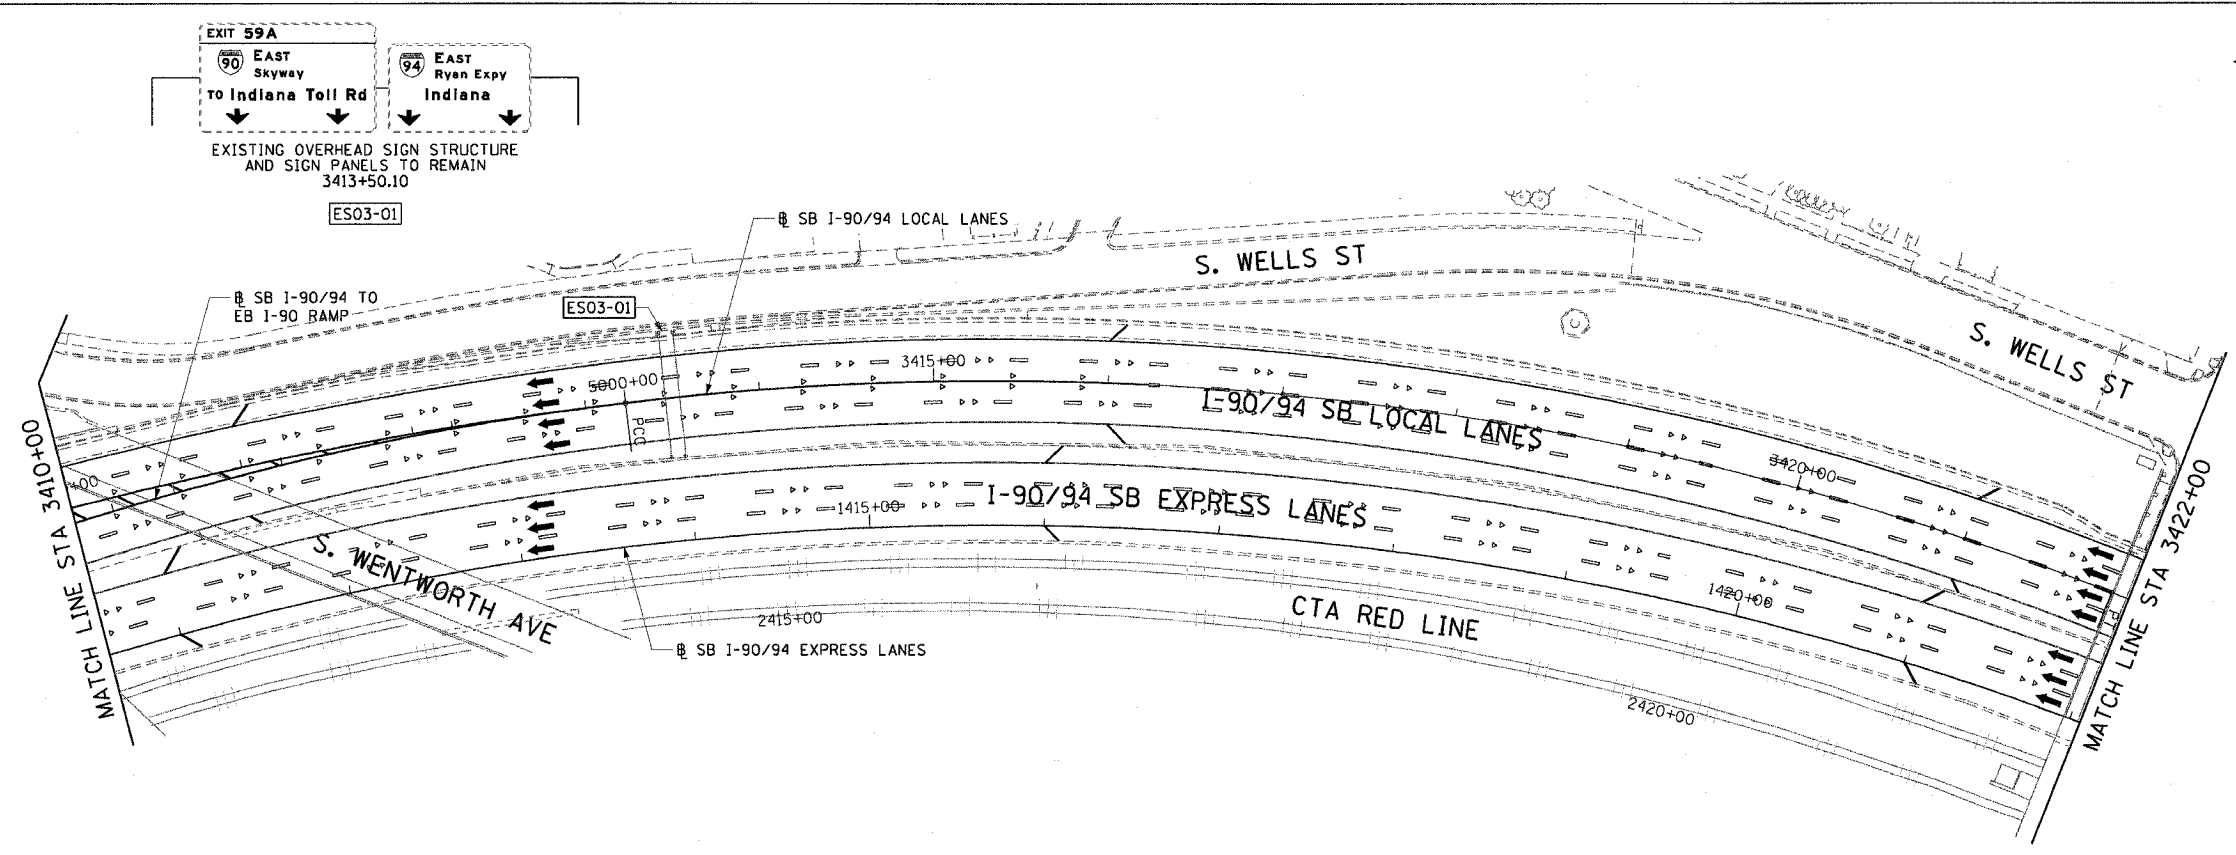 EXIT 59A
90 EAST
Skyway
TO Indiana Toll Rd
94 EAST
Ryan Expy
Indiana
EXISTING OVERHEAD SIGN STRUCTURE
AND SIGN PANELS TO REMAIN
3413+50.10
ES03-01
℄ SB I-90/94 LOCAL LANES
S. WELLS ST
℄ SB I-90/94 TO
EB I-90 RAMP
ES03-01
S. WELLS ST
3415+00
5000+00
PCC
I-90/94 SB LOCAL LANES
3420+00
MATCH LINE STA 3410+00
+00
I-90/94 SB EXPRESS LANES
1415+00
MATCH LINE STA 3422+00
S. WENTWORTH AVE
1420+00
CTA RED LINE
2415+00
℄ SB I-90/94 EXPRESS LANES
2420+00